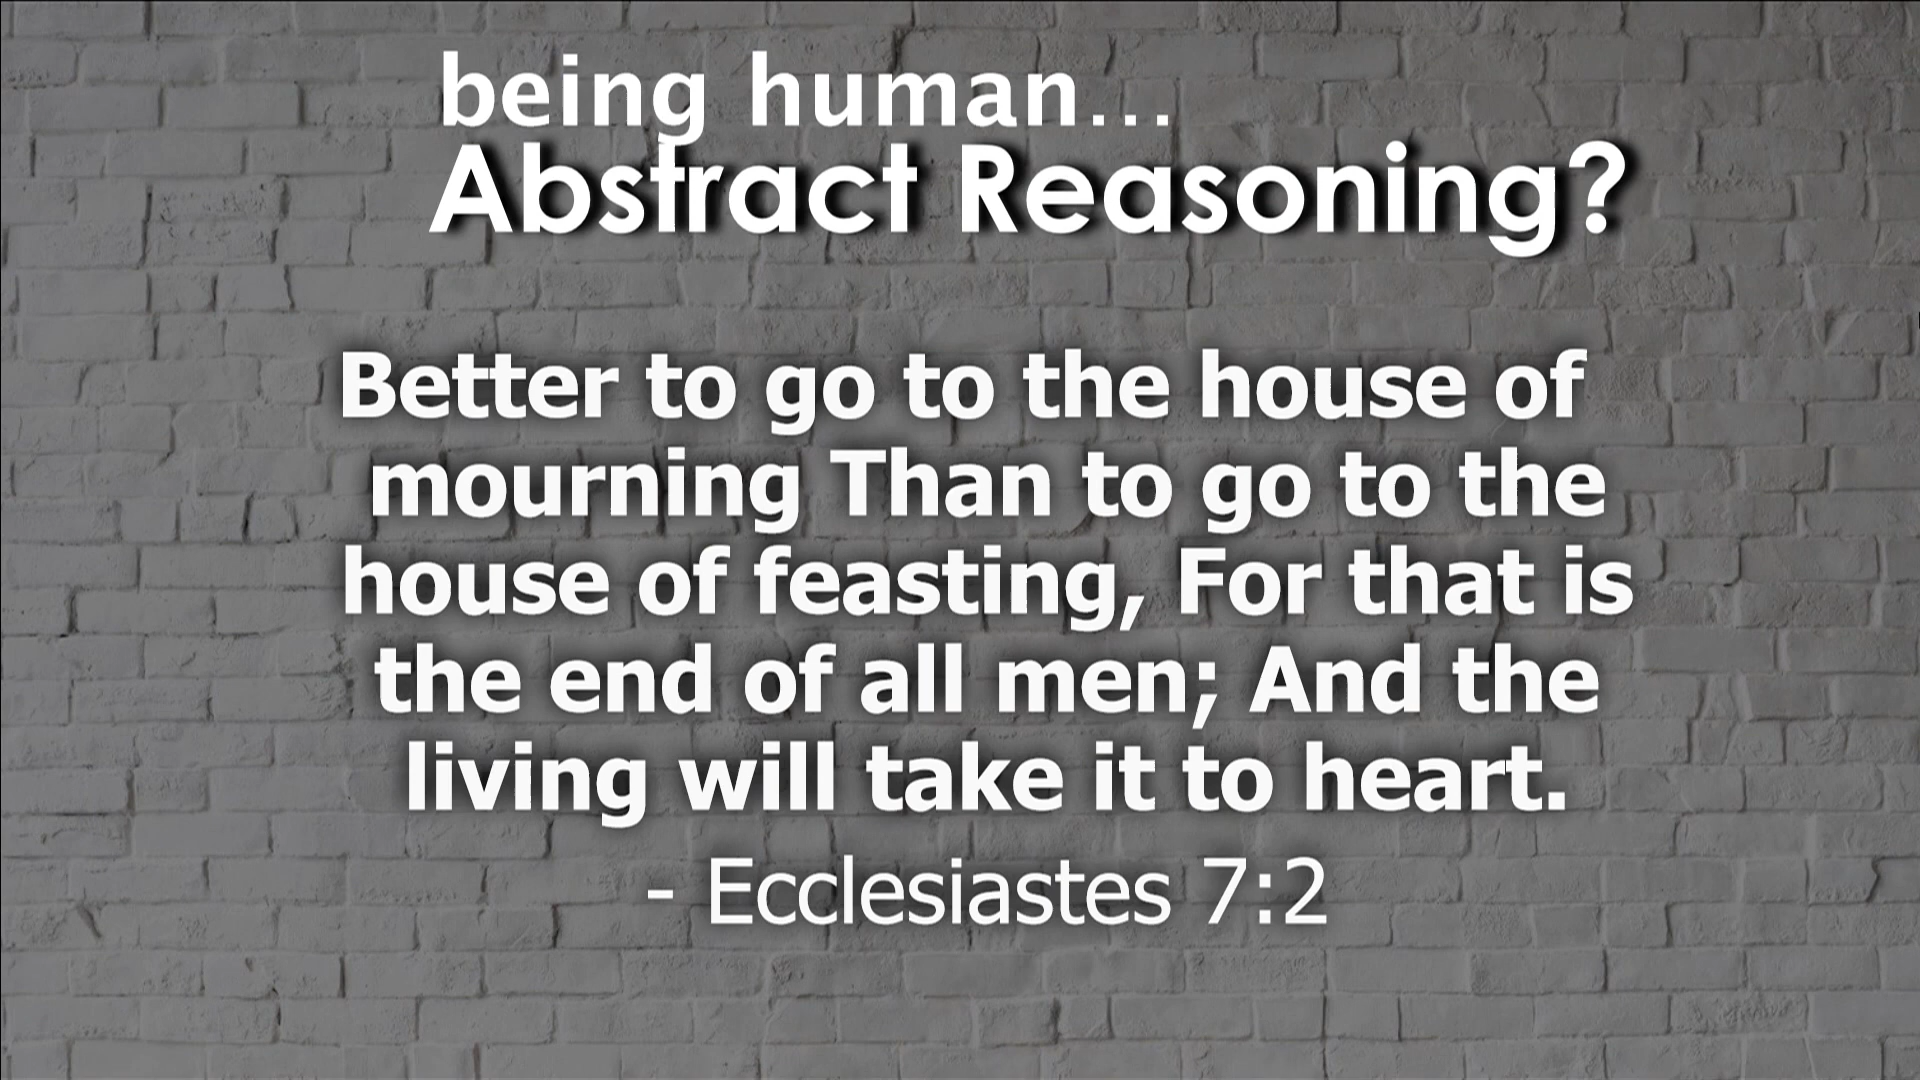 being human...
Abstract Reasoning?
Better to go to the house of
mourning Than to go to the
house of feasting, For that is
the end of all men; And the
living will take it to heart.
- Ecclesiastes 7:2